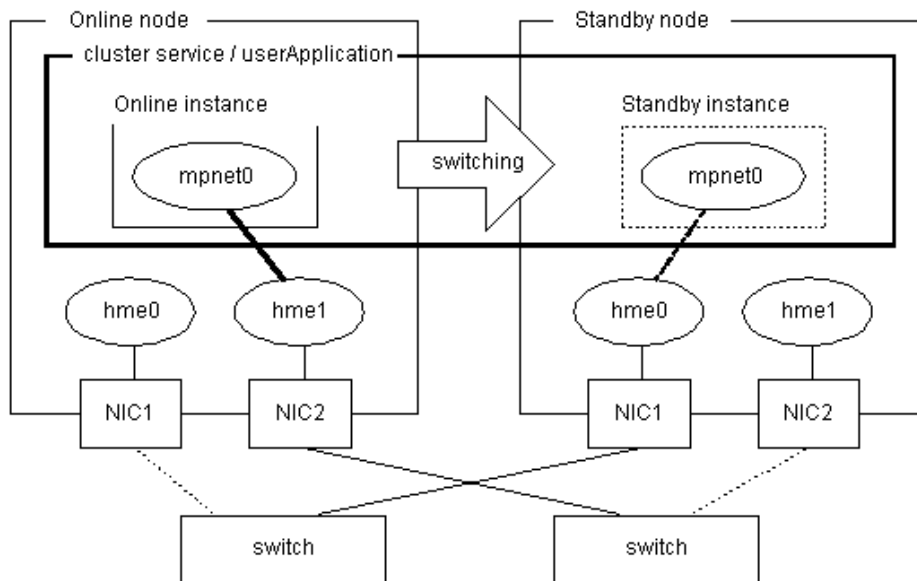 Online node
Standby node
cluster service / userApplication
Online instance
Standby instance
mpnet0
switching
mpnet0
hme0
hme1
hme0
hme1
NIC1
NIC2
NIC1
NIC2
switch
switch